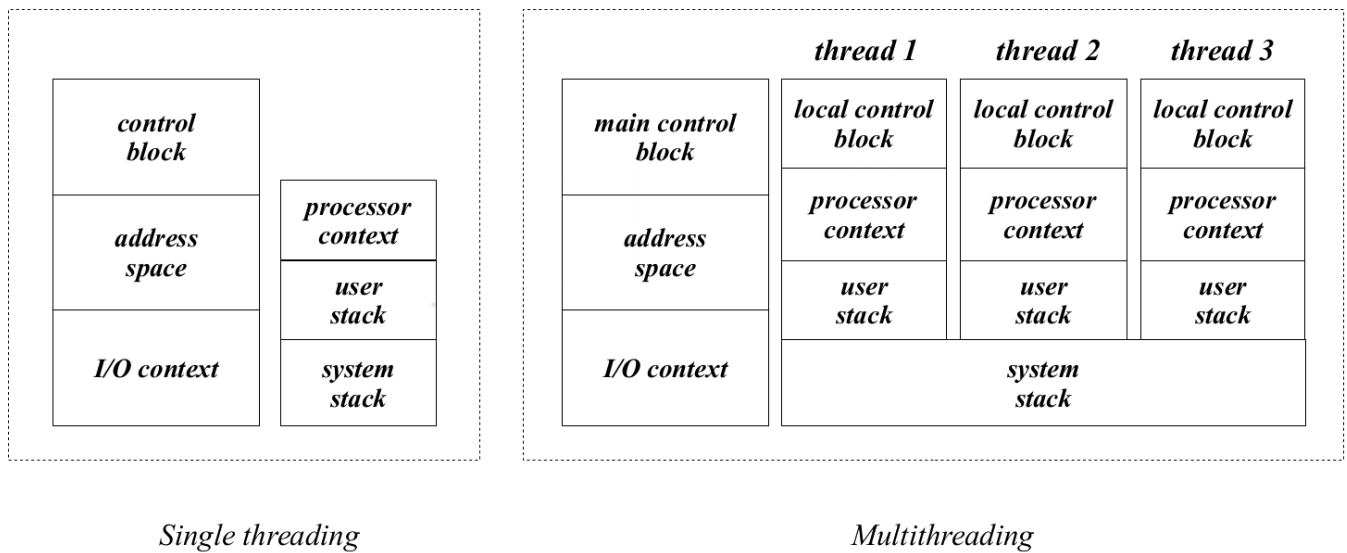 control
block
address
space
I/O context
processor
context
user
stack
system
stack
Single threading
thread 1
thread 2
thread 3
main control
block
address
space
I/O context
local control
block
processor
context
user
stack
local control
block
processor
context
user
stack
local control
block
processor
context
user
stack
system
stack
Multithreading